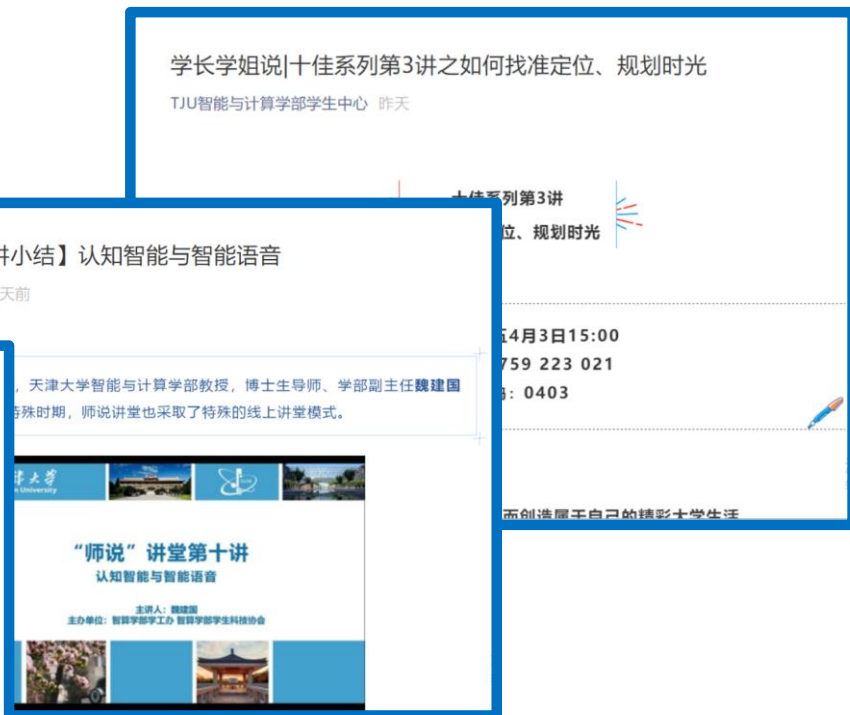 学长学姐说|十佳系列第3讲之如何找准定位、规划时光
TJU智能与计算学部学生中心 昨天
十佳系列第3讲
位、规划时光
4月3日15:00
759 223 021
: 0403
而创造属于自己的精彩大学生活
小结】认知智能与智能语音
天前
，天津大学智能与计算学部教授，博士生导师、学部副主任魏建国
特殊时期，师说讲堂也采取了特殊的线上讲堂模式。
津大学
University
“师说”讲堂第十讲
认知智能与智能语音
主讲人：魏建国
主办单位：智算学部学工办 智算学部学生科技协会